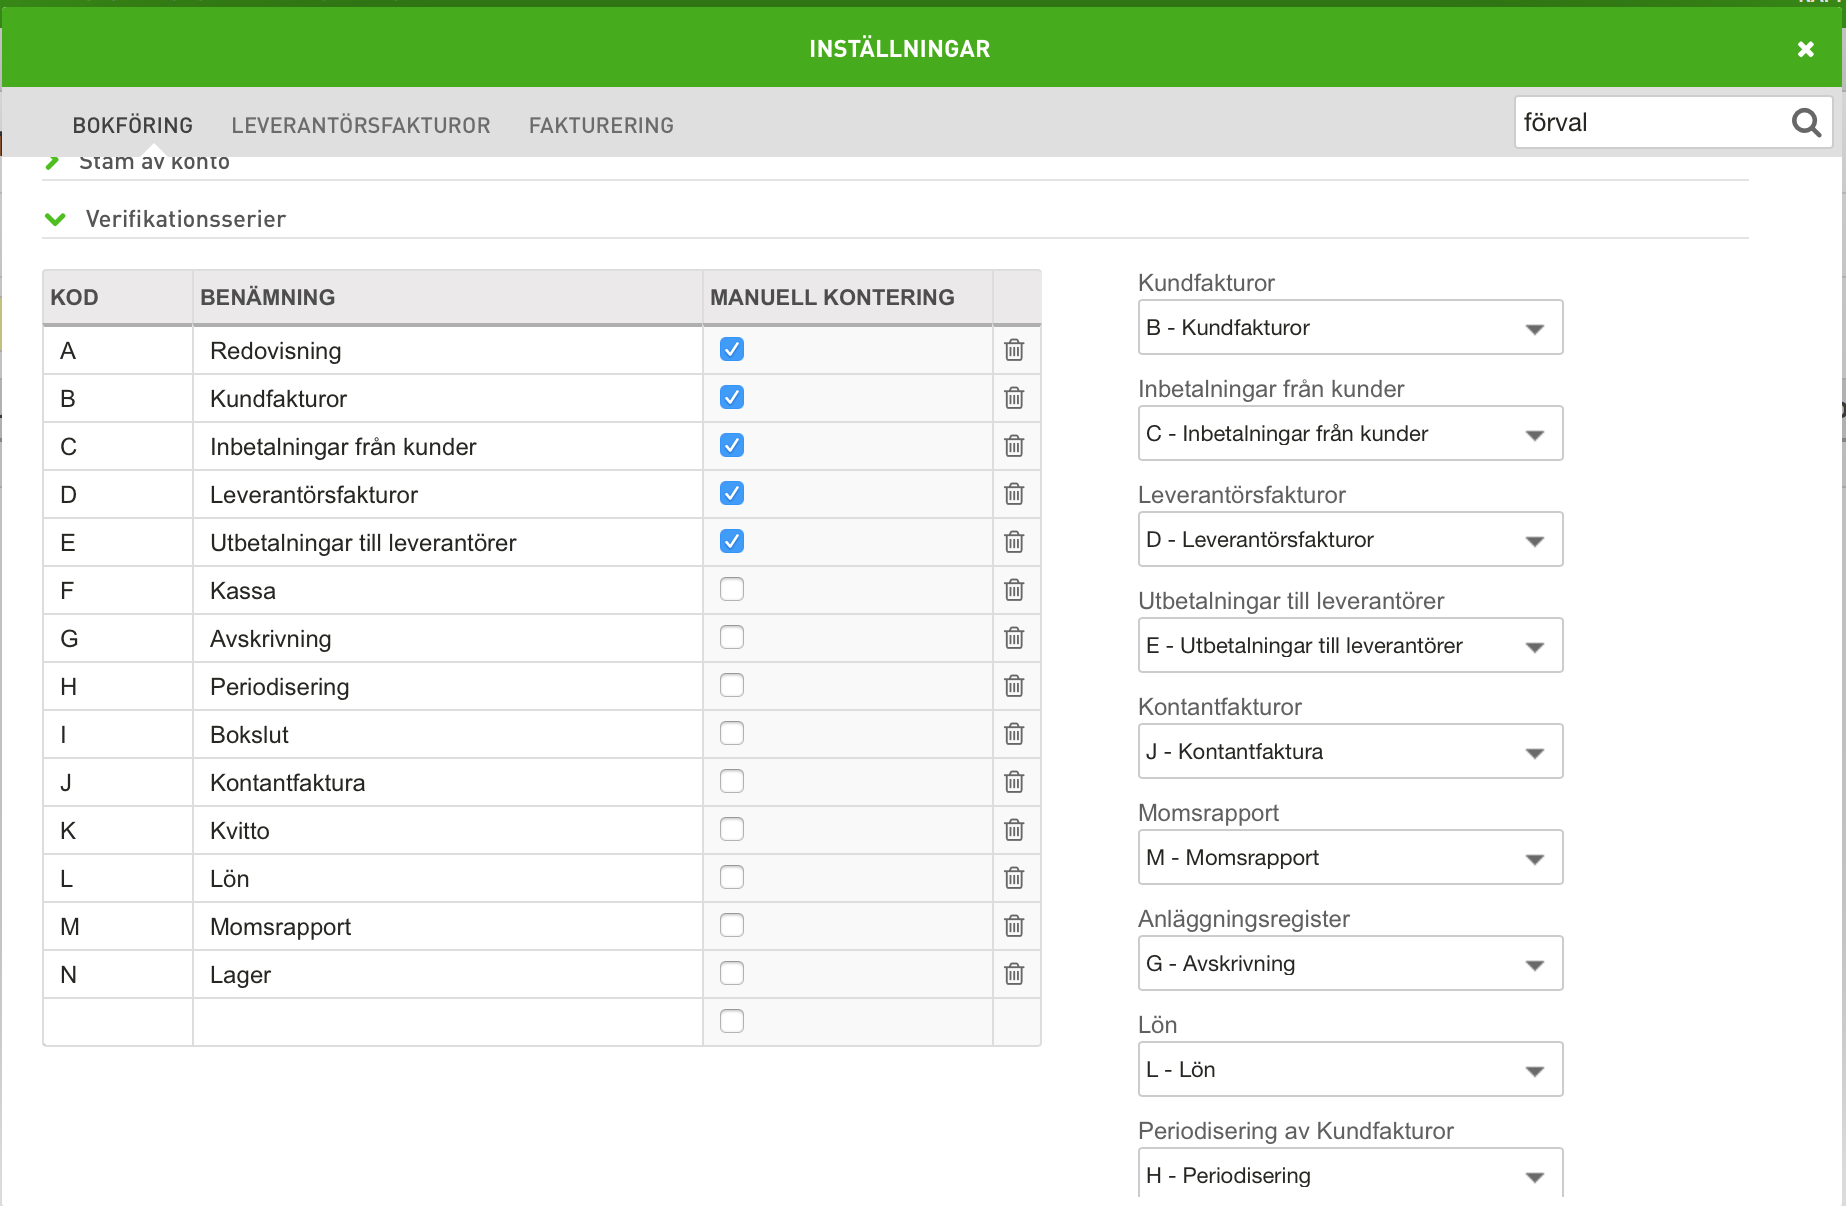 INSTÄLLNINGAR
BOKFÖRING LEVERANTÖRSFAKTUROR FAKTURERING
förval
Stäm av konto
Verifikationsserier
KOD BENÄMNING MANUELL KONTERING
A Redovisning
B Kundfakturor
C Inbetalningar från kunder
D Leverantörsfakturor
E Utbetalningar till leverantörer
F Kassa
G Avskrivning
H Periodisering
I Bokslut
J Kontantfaktura
K Kvitto
L Lön
M Momsrapport
N Lager
Kundfakturor
B - Kundfakturor
Inbetalningar från kunder
C - Inbetalningar från kunder
Leverantörsfakturor
D - Leverantörsfakturor
Utbetalningar till leverantörer
E - Utbetalningar till leverantörer
Kontantfakturor
J - Kontantfaktura
Momsrapport
M - Momsrapport
Anläggningsregister
G - Avskrivning
Lön
L - Lön
Periodisering av Kundfakturor
H - Periodisering